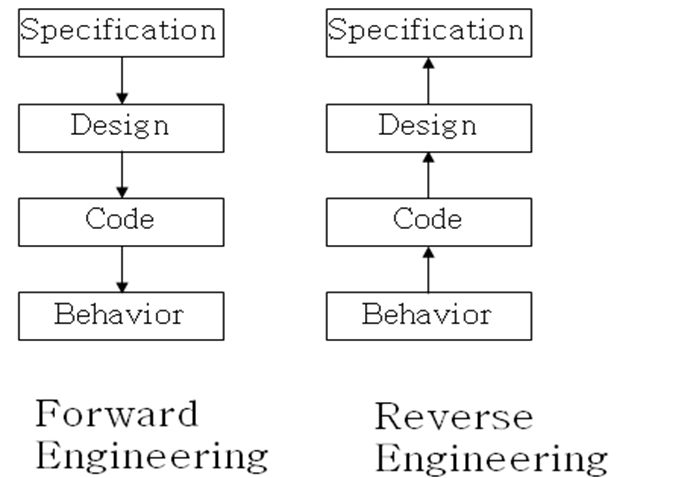 Specification
Design
Code
Behavior
Forward
Engineering
Specification
Design
Code
Behavior
Reverse
Engineering